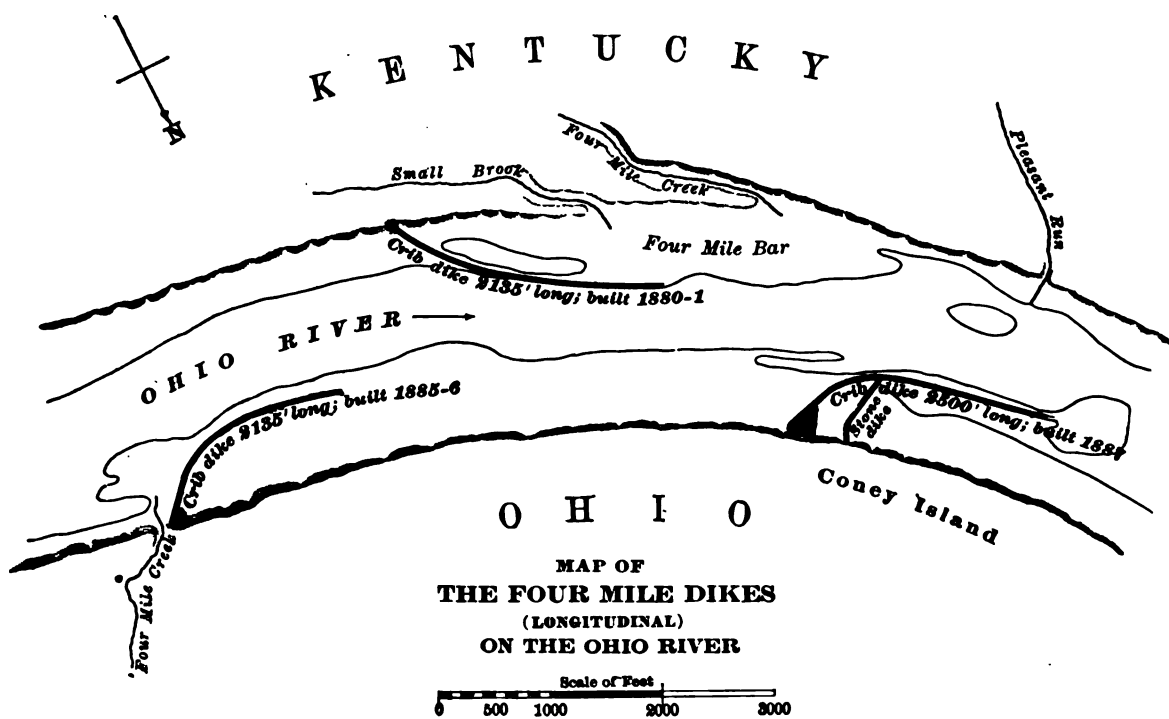 KENTUCKY
N
Small Brook
Four Mile Creek
Pleasant Run
Four Mile Bar
Crib dike 2135' long; built 1880-1
OHIO RIVER
Crib dike 2135' long; built 1885-6
Crib dike 2500' long; built 1887
Stone dike
Coney Island
OHIO
Four Mile Creek
MAP OF
THE FOUR MILE DIKES
(LONGITUDINAL)
ON THE OHIO RIVER
Scale of Feet
0 500 1000 2000 3000